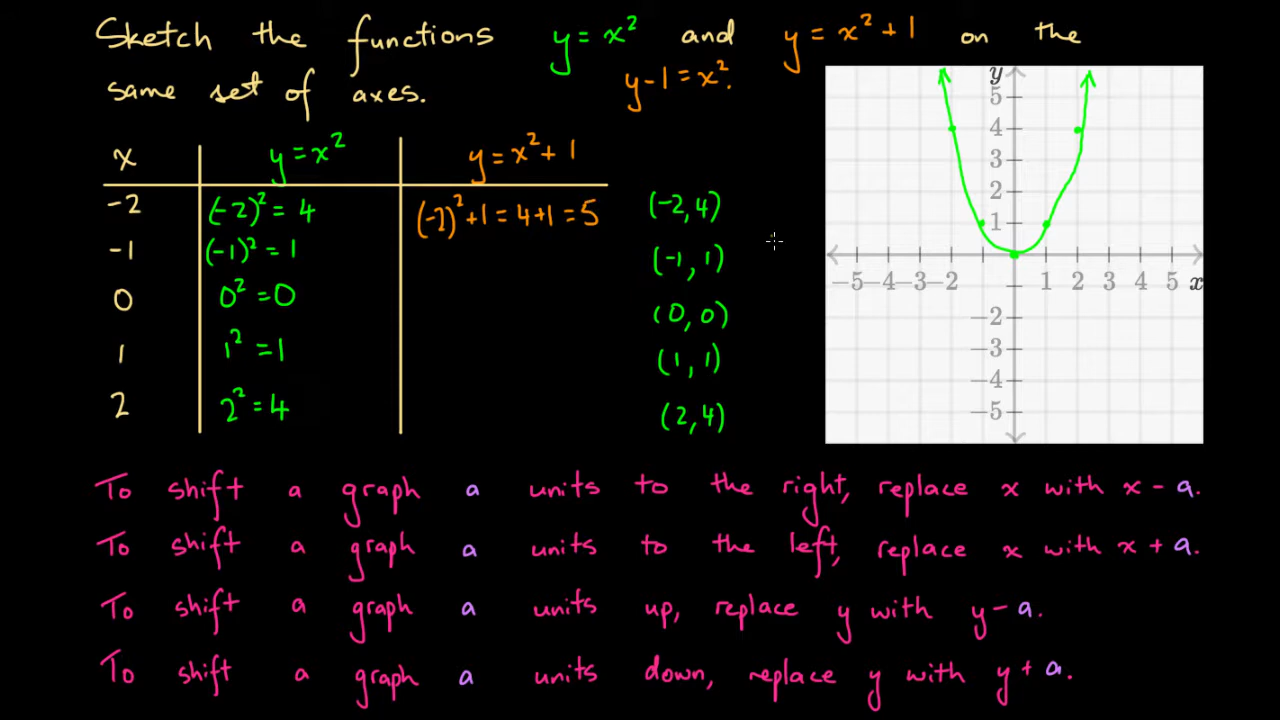 Sketch the functions y = x² and y = x² + 1 on the
same set of axes. y - 1 = x².
x y = x² y = x² + 1
-2 (-2)² = 4 (-2)² + 1 = 4 + 1 = 5 (-2, 4)
-1 (-1)² = 1 (-1, 1)
0 0² = 0 (0, 0)
1 1² = 1 (1, 1)
2 2² = 4 (2, 4)
y
5
4
3
2
1
-5 -4 -3 -2 1 2 3 4 5 x
-2
-3
-4
-5
To shift a graph a units to the right, replace x with x - a.
To shift a graph a units to the left, replace x with x + a.
To shift a graph a units up, replace y with y - a.
To shift a graph a units down, replace y with y + a.